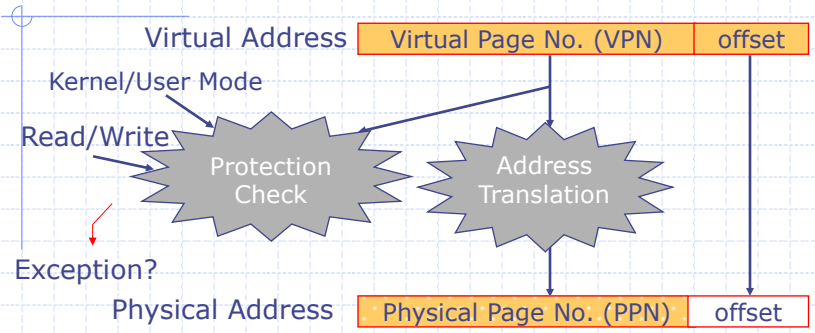 Virtual Address
Virtual Page No. (VPN)
offset
Kernel/User Mode
Read/Write
Protection
Check
Address
Translation
Exception?
Physical Address
Physical Page No. (PPN)
offset